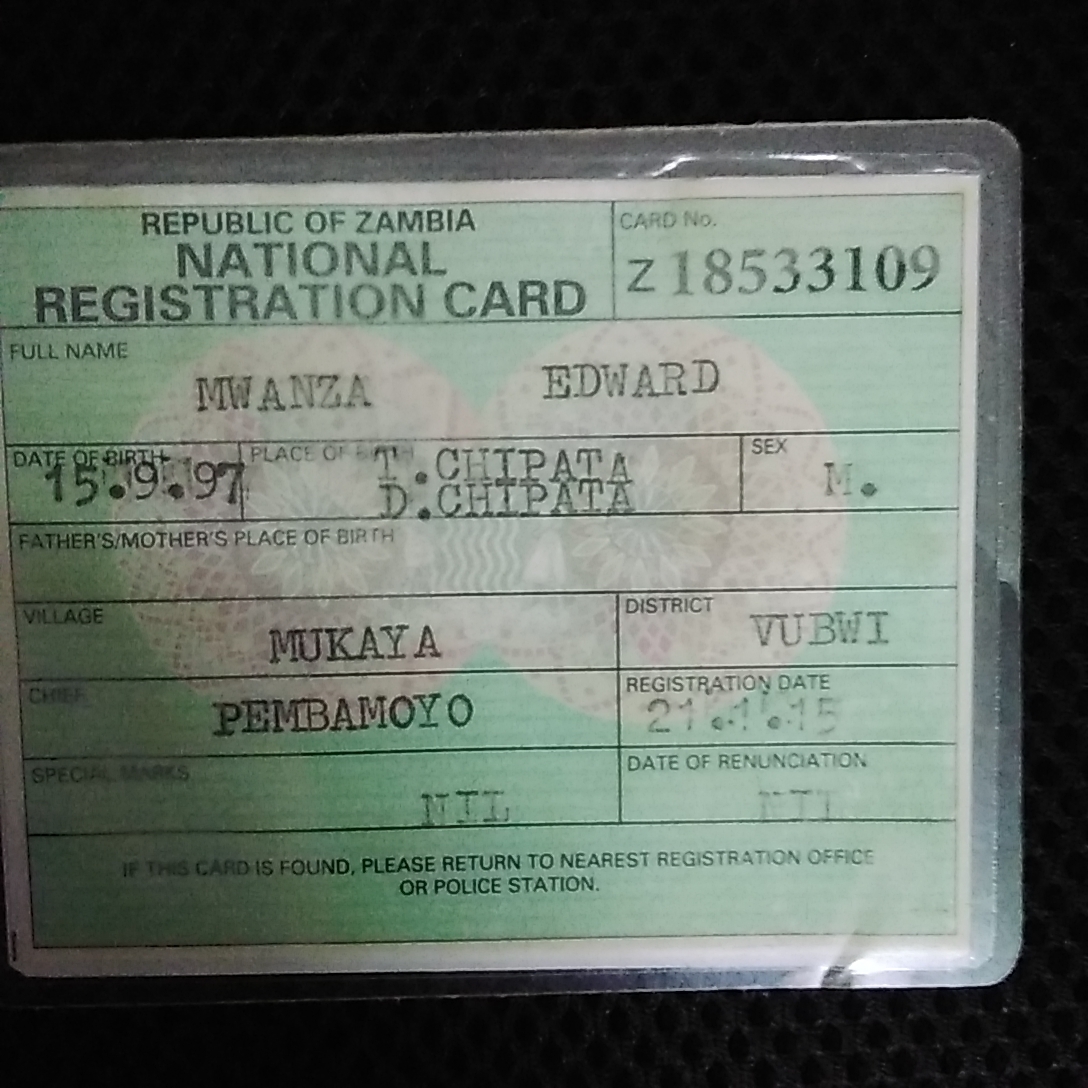 REPUBLIC OF ZAMBIA
NATIONAL
REGISTRATION CARD
CARD No.
Z 18533109
FULL NAME
MWANZA EDWARD
DATE OF BIRTH
15.9.97
PLACE OF BIRTH
T.CHIPATA
D.CHIPATA
SEX
M.
FATHER'S/MOTHER'S PLACE OF BIRTH
VILLAGE
MUKAYA
DISTRICT
VUBWI
CHIEF
PEMBAMOYO
REGISTRATION DATE
SPECIAL MARKS
NIL
DATE OF RENUNCIATION
NIL
IF THIS CARD IS FOUND, PLEASE RETURN TO NEAREST REGISTRATION OFFICE
OR POLICE STATION.